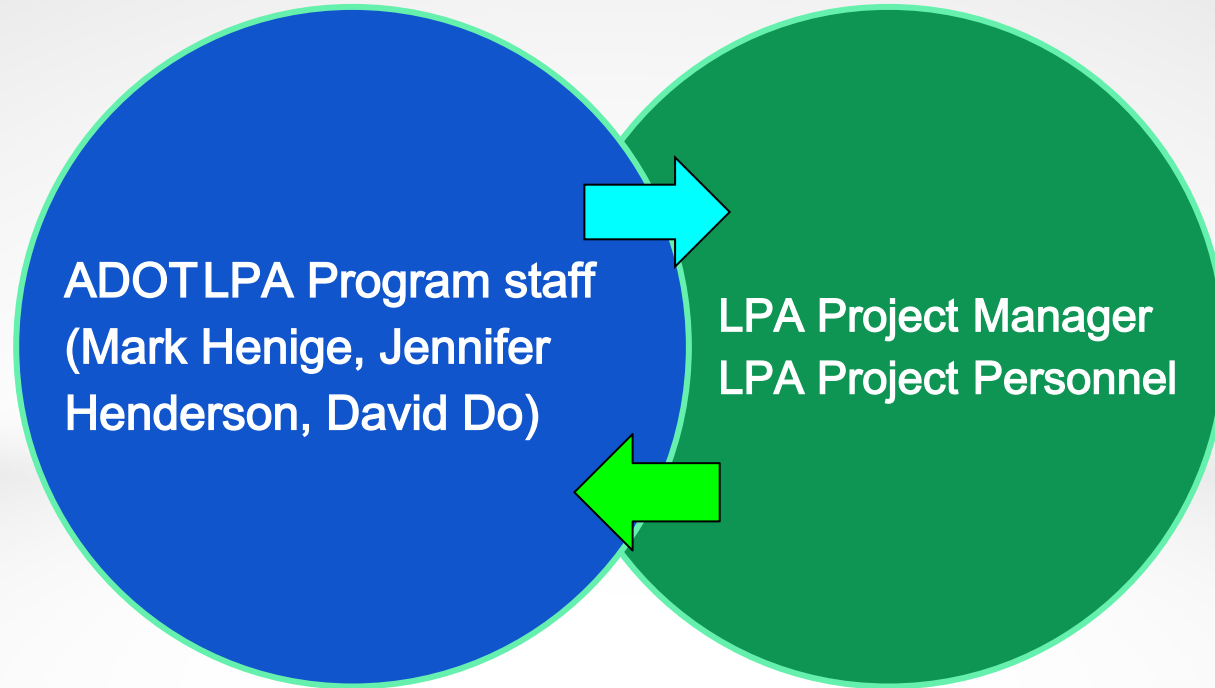 ADOT LPA Program staff
(Mark Henige, Jennifer
Henderson, David Do)
LPA Project Manager
LPA Project Personnel